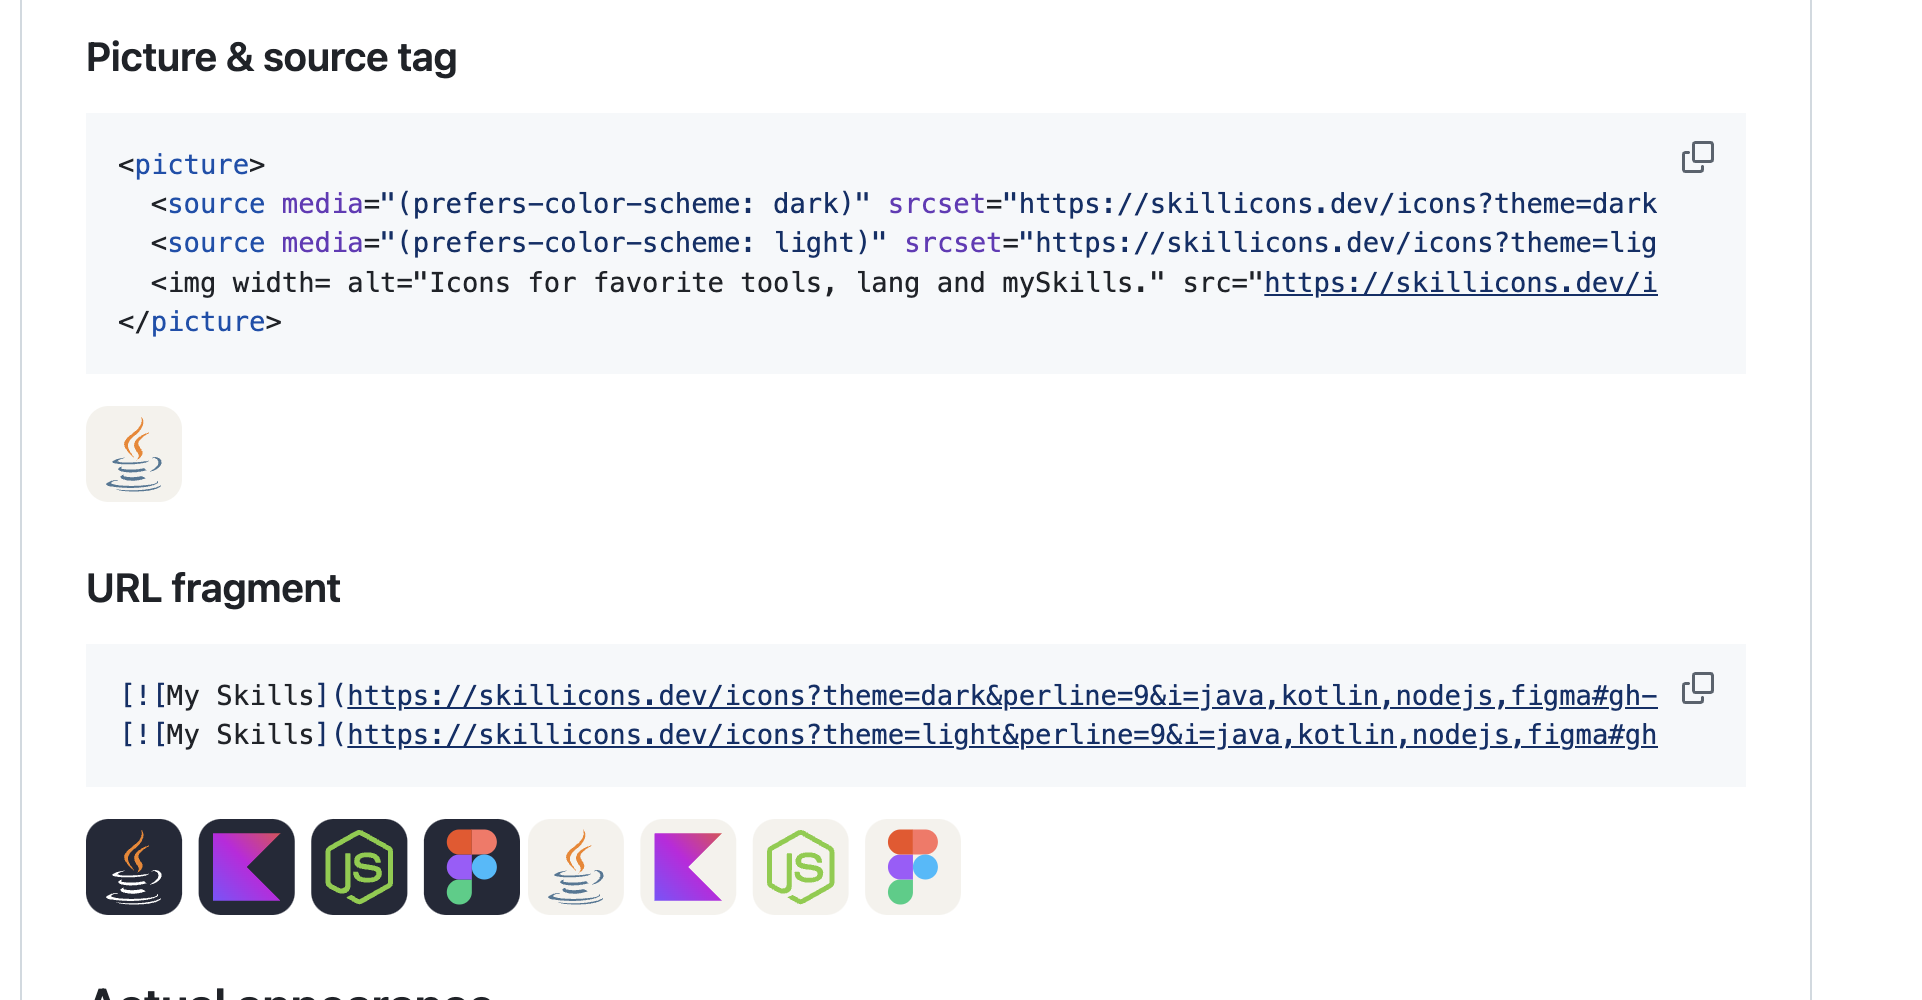 Picture & source tag
<picture>
  <source media="(prefers-color-scheme: dark)" srcset="https://skillicons.dev/icons?theme=dark
  <source media="(prefers-color-scheme: light)" srcset="https://skillicons.dev/icons?theme=lig
  <img width= alt="Icons for favorite tools, lang and mySkills." src="https://skillicons.dev/i
</picture>
URL fragment
[![My Skills](https://skillicons.dev/icons?theme=dark&perline=9&i=java,kotlin,nodejs,figma#gh-
[![My Skills](https://skillicons.dev/icons?theme=light&perline=9&i=java,kotlin,nodejs,figma#gh
JS JS
Actual appearance